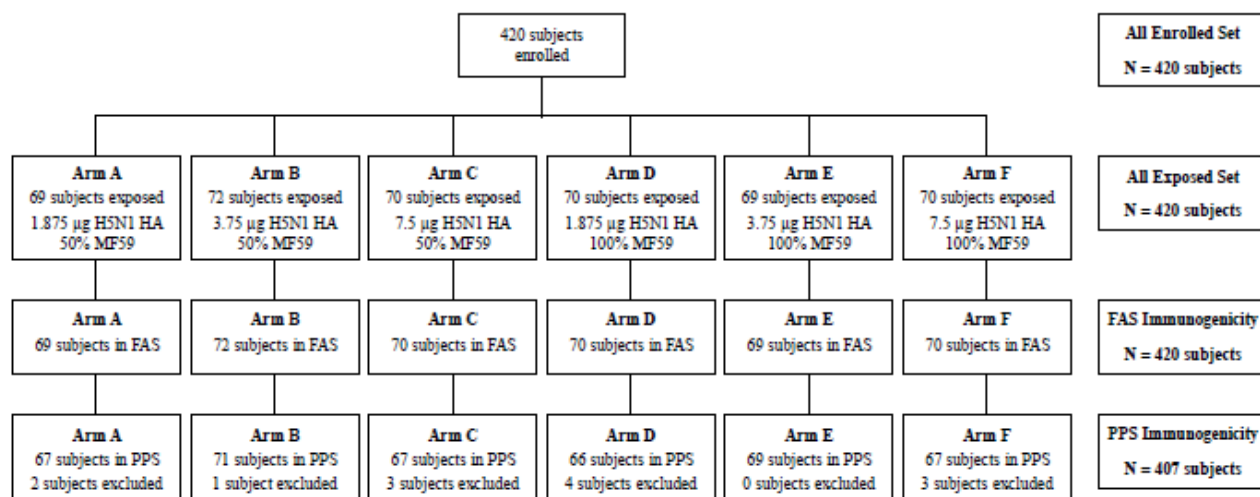 420 subjects
enrolled
All Enrolled Set
N = 420 subjects
Arm A
69 subjects exposed
1.875 µg H5N1 HA
50% MF59
Arm B
72 subjects exposed
3.75 µg H5N1 HA
50% MF59
Arm C
70 subjects exposed
7.5 µg H5N1 HA
50% MF59
Arm D
70 subjects exposed
1.875 µg H5N1 HA
100% MF59
Arm E
69 subjects exposed
3.75 µg H5N1 HA
100% MF59
Arm F
70 subjects exposed
7.5 µg H5N1 HA
100% MF59
All Exposed Set
N = 420 subjects
Arm A
69 subjects in FAS
Arm B
72 subjects in FAS
Arm C
70 subjects in FAS
Arm D
70 subjects in FAS
Arm E
69 subjects in FAS
Arm F
70 subjects in FAS
FAS Immunogenicity
N = 420 subjects
Arm A
67 subjects in PPS
2 subjects excluded
Arm B
71 subjects in PPS
1 subject excluded
Arm C
67 subjects in PPS
3 subjects excluded
Arm D
66 subjects in PPS
4 subjects excluded
Arm E
69 subjects in PPS
0 subjects excluded
Arm F
67 subjects in PPS
3 subjects excluded
PPS Immunogenicity
N = 407 subjects